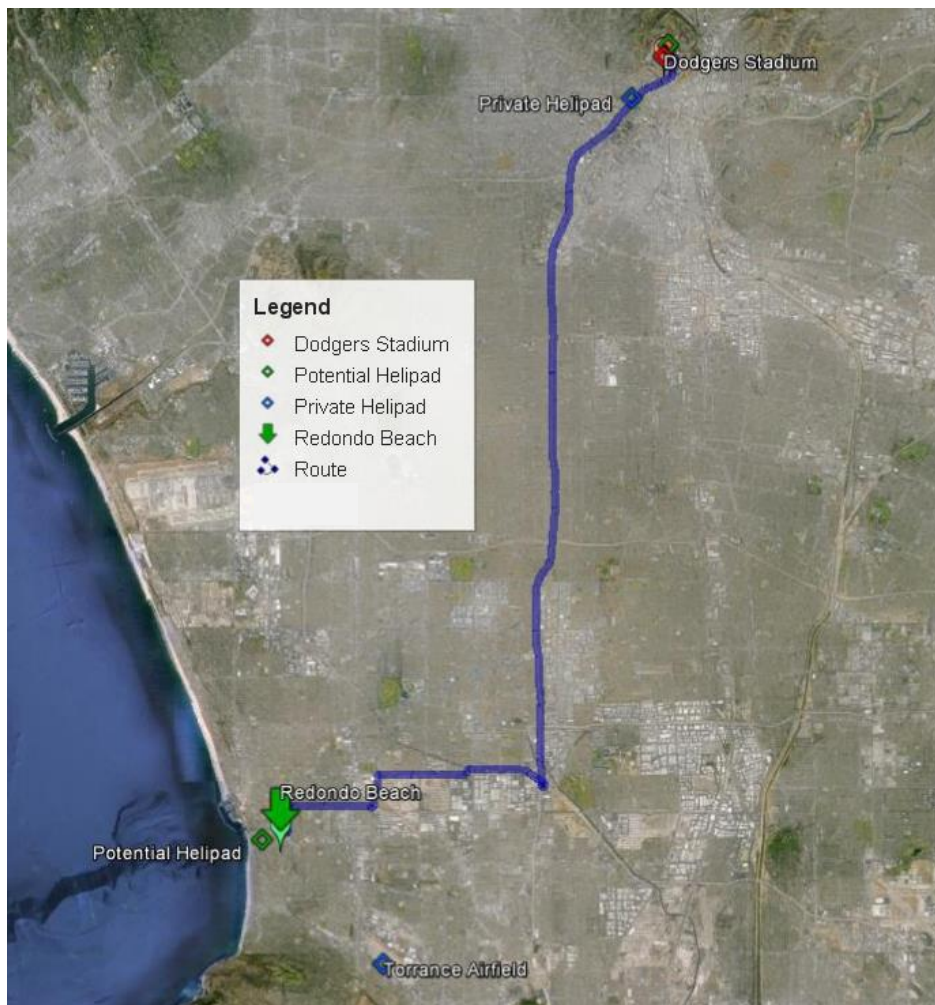 Dodgers Stadium
Private Helipad
Legend
Dodgers Stadium
Potential Helipad
Private Helipad
Redondo Beach
Route
Redondo Beach
Potential Helipad
Torrance Airfield